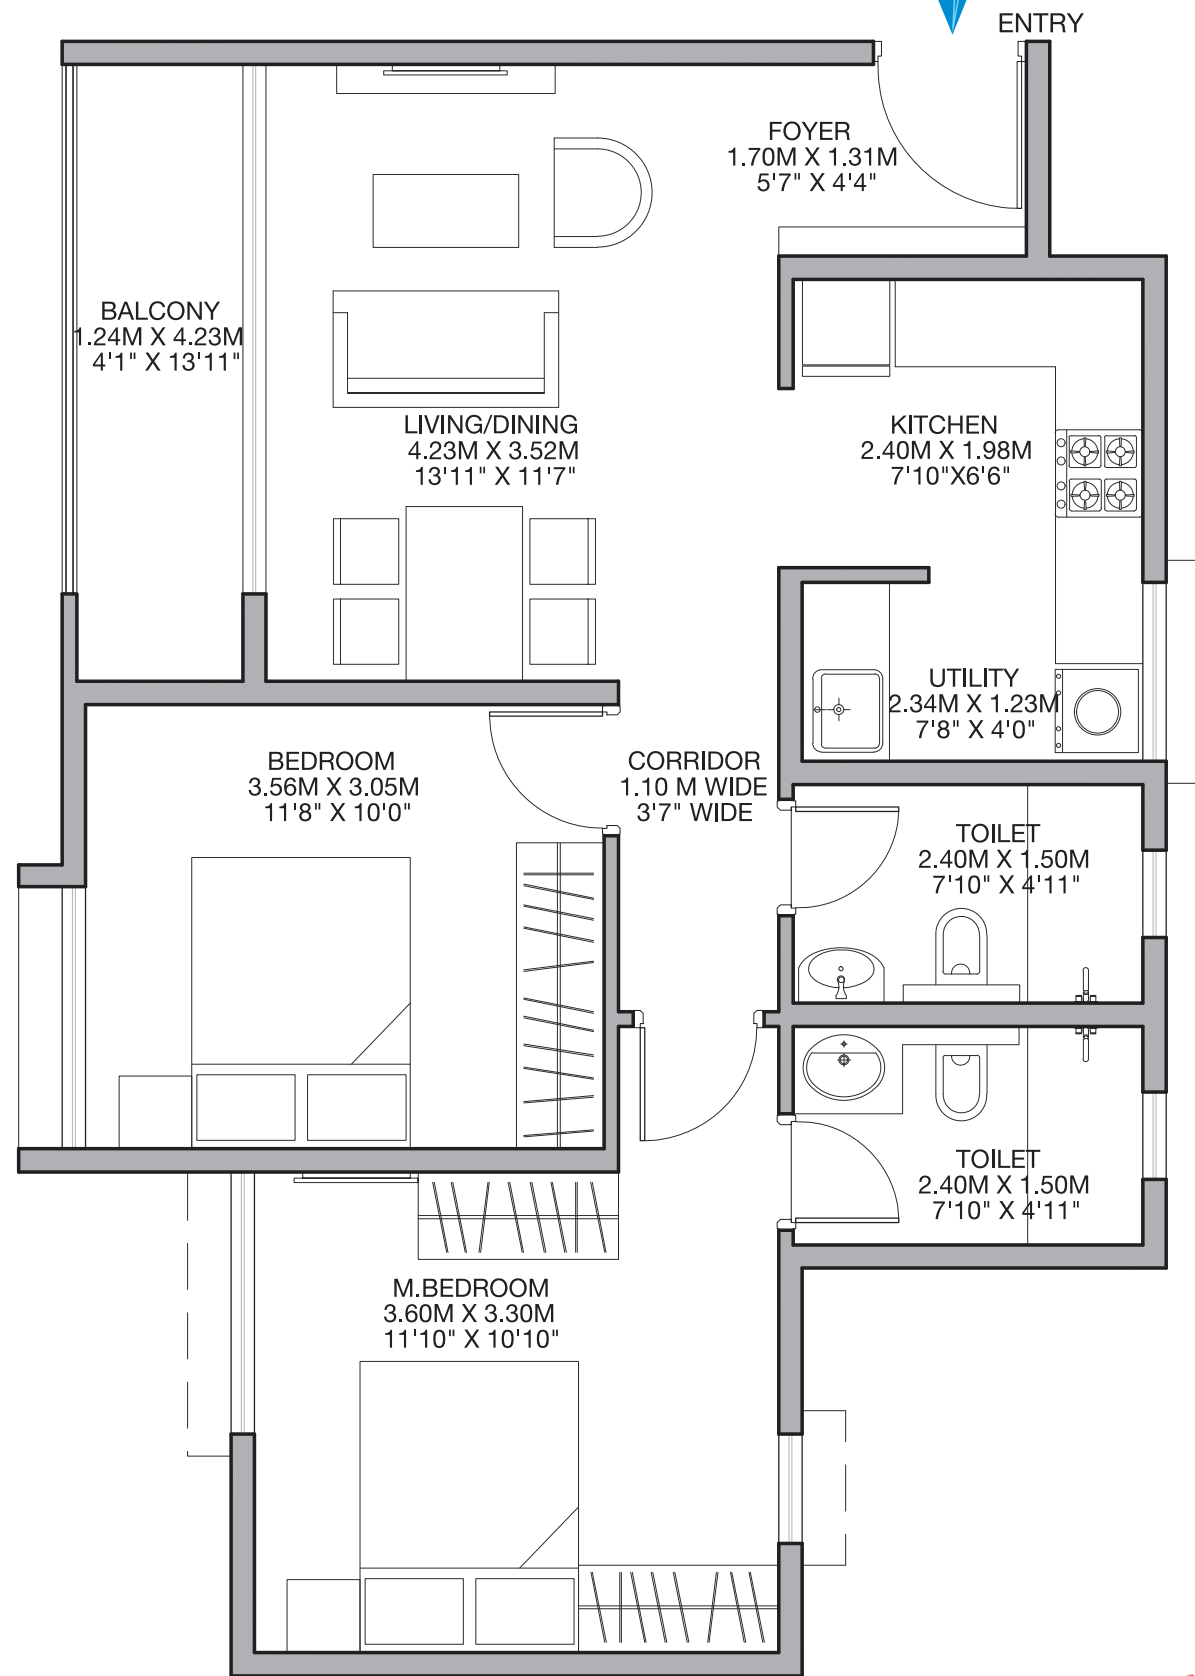 ENTRY
FOYER
1.70M X 1.31M
5'7" X 4'4"
BALCONY
1.24M X 4.23M
4'1" X 13'11"
LIVING/DINING
4.23M X 3.52M
13'11" X 11'7"
KITCHEN
2.40M X 1.98M
7'10"X6'6"
UTILITY
2.34M X 1.23M
7'8" X 4'0"
BEDROOM
3.56M X 3.05M
11'8" X 10'0"
CORRIDOR
1.10 M WIDE
3'7" WIDE
TOILET
2.40M X 1.50M
7'10" X 4'11"
TOILET
2.40M X 1.50M
7'10" X 4'11"
M.BEDROOM
3.60M X 3.30M
11'10" X 10'10"